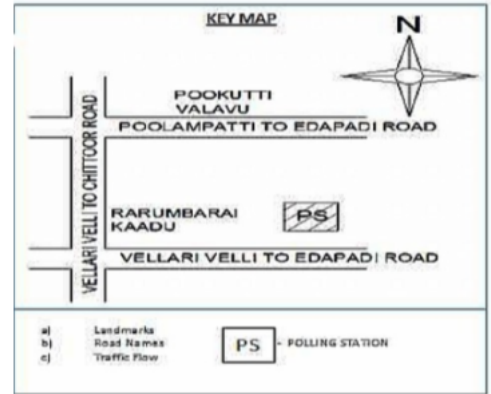 KEY MAP
N
POOKUTTI
VALAVU
POOLAMPATTI TO EDAPADI ROAD
VELLARI VELLI TO CHITTOOR ROAD
RARUMBARAI
KAADU
PS
VELLARI VELLI TO EDAPADI ROAD
a) Landmarks
b) Road Names
c) Traffic Flow
PS - POLLING STATION